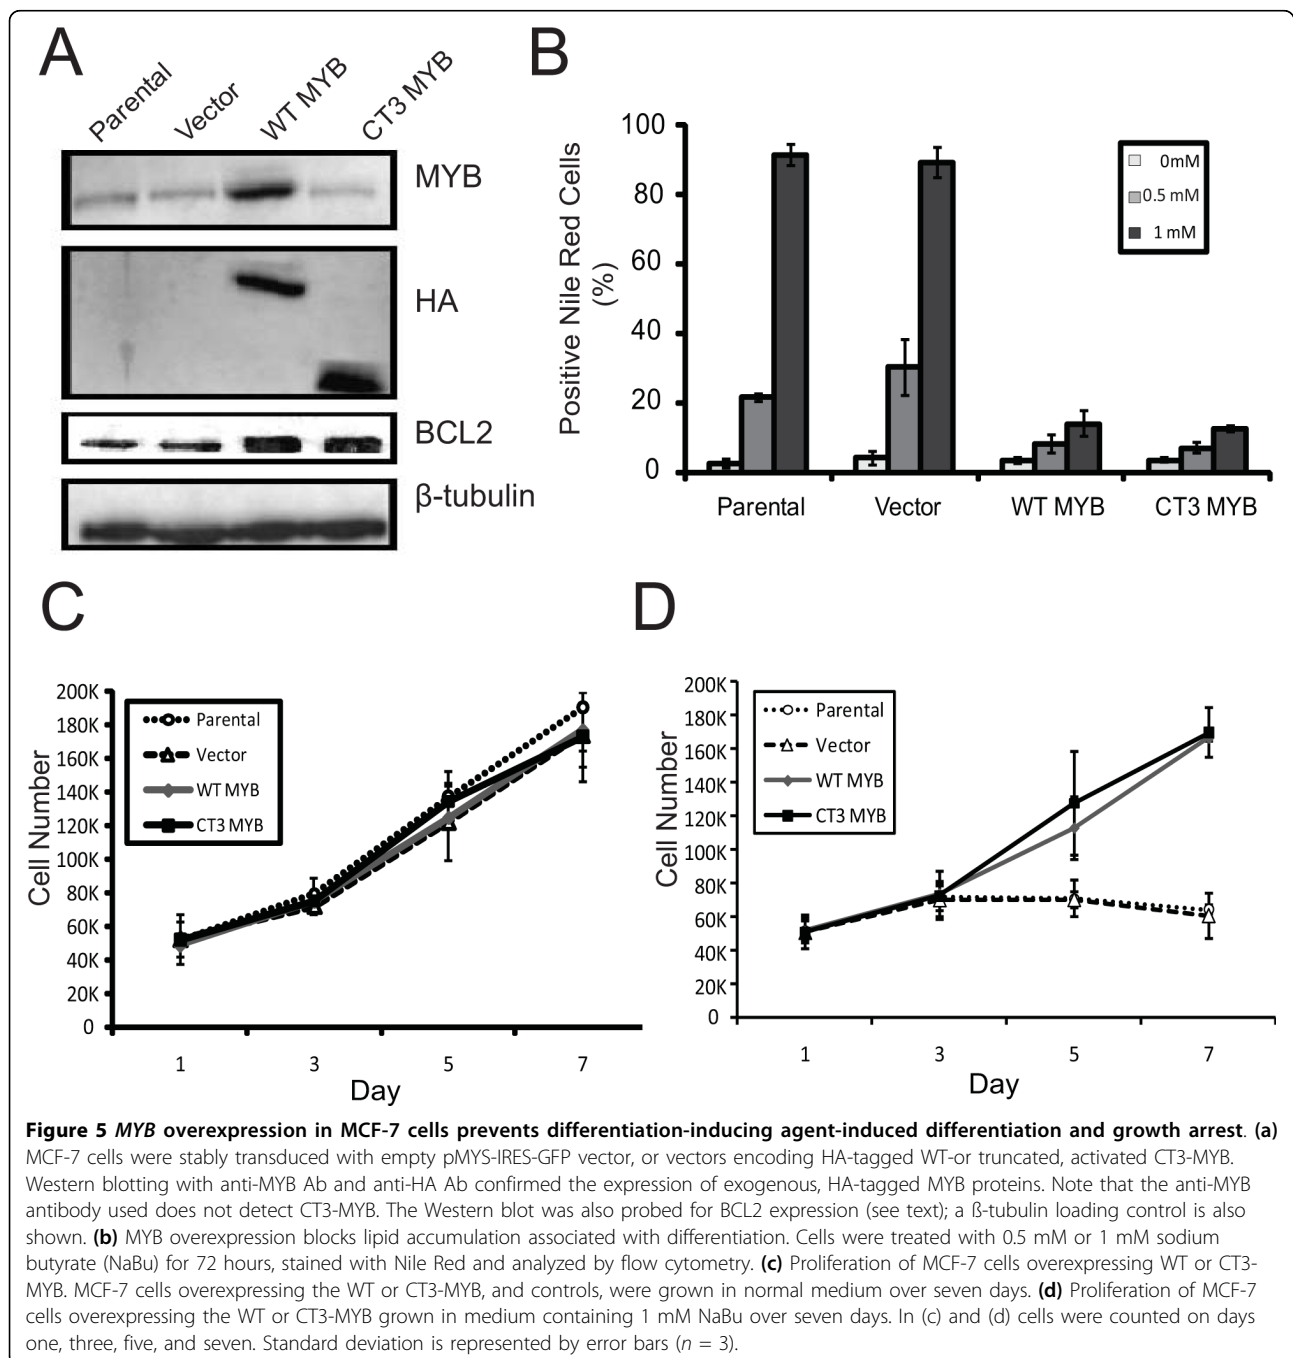 A
Parental
Vector
WT MYB
CT3 MYB
MYB
HA
BCL2
β-tubulin
B
Positive Nile Red Cells
(%)
100
80
60
40
20
0
0mM
0.5 mM
1 mM
Parental
Vector
WT MYB
CT3 MYB
C
Cell Number
200K
180K
160K
140K
120K
100K
80K
60K
40K
20K
0
Parental
Vector
WT MYB
CT3 MYB
1
3
5
7
Day
D
Cell Number
200K
180K
160K
140K
120K
100K
80K
60K
40K
20K
0
Parental
Vector
WT MYB
CT3 MYB
1
3
5
7
Day
Figure 5 MYB overexpression in MCF-7 cells prevents differentiation-inducing agent-induced differentiation and growth arrest. (a)
MCF-7 cells were stably transduced with empty pMYS-IRES-GFP vector, or vectors encoding HA-tagged WT-or truncated, activated CT3-MYB.
Western blotting with anti-MYB Ab and anti-HA Ab confirmed the expression of exogenous, HA-tagged MYB proteins. Note that the anti-MYB
antibody used does not detect CT3-MYB. The Western blot was also probed for BCL2 expression (see text); a ß-tubulin loading control is also
shown. (b) MYB overexpression blocks lipid accumulation associated with differentiation. Cells were treated with 0.5 mM or 1 mM sodium
butyrate (NaBu) for 72 hours, stained with Nile Red and analyzed by flow cytometry. (c) Proliferation of MCF-7 cells overexpressing WT or CT3-
MYB. MCF-7 cells overexpressing the WT or CT3-MYB, and controls, were grown in normal medium over seven days. (d) Proliferation of MCF-7
cells overexpressing the WT or CT3-MYB grown in medium containing 1 mM NaBu over seven days. In (c) and (d) cells were counted on days
one, three, five, and seven. Standard deviation is represented by error bars (n = 3).